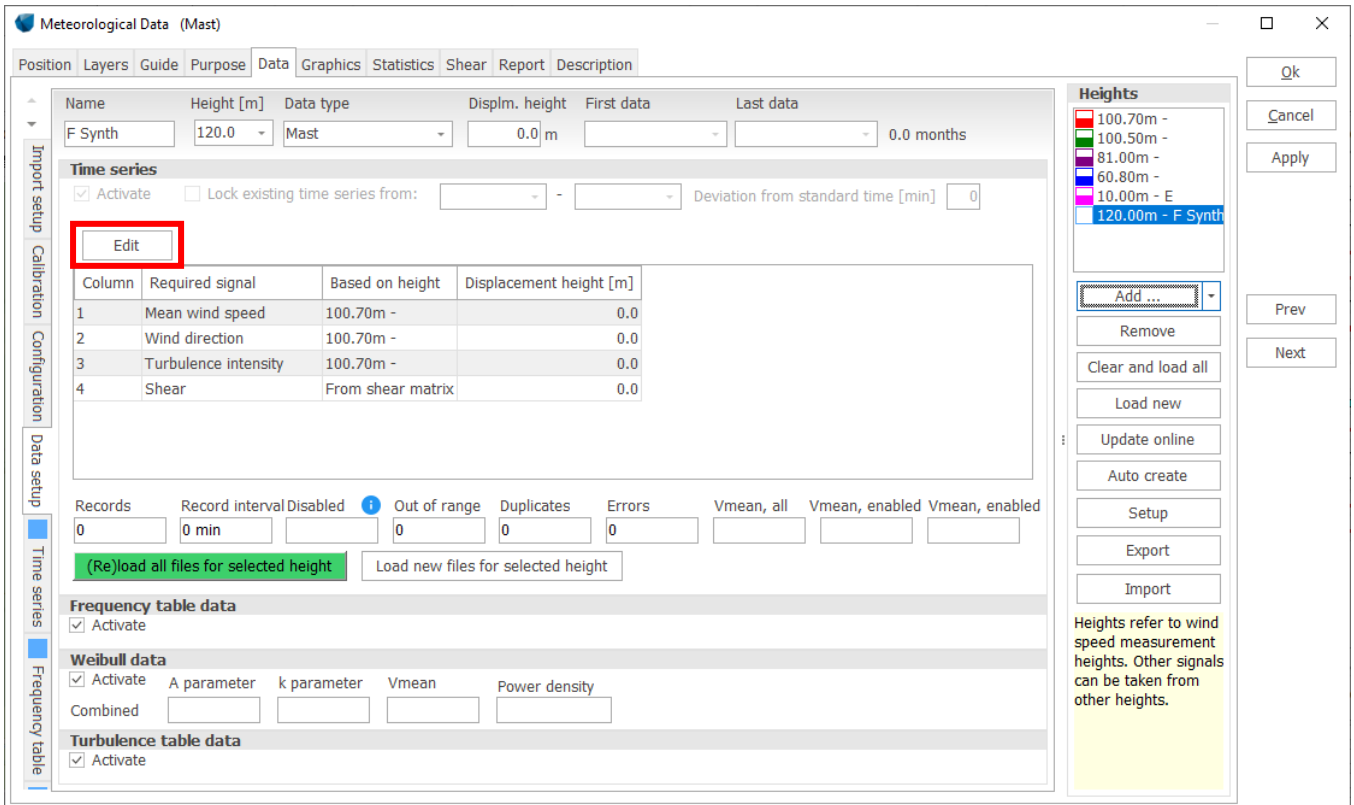 Meteorological Data (Mast)
Position Layers Guide Purpose Data Graphics Statistics Shear Report Description
Name Height [m] Data type Displm. height First data Last data
F Synth 120.0 Mast 0.0 m 0.0 months
Time series
Activate Lock existing time series from: - Deviation from standard time [min] 0
Edit
Column Required signal Based on height Displacement height [m]
1 Mean wind speed 100.70m - 0.0
2 Wind direction 100.70m - 0.0
3 Turbulence intensity 100.70m - 0.0
4 Shear From shear matrix 0.0
Records Record interval Disabled i Out of range Duplicates Errors Vmean, all Vmean, enabled Vmean, enabled
0 0 min 0 0 0
(Re)load all files for selected height Load new files for selected height
Frequency table data
Activate
Weibull data
Activate A parameter k parameter Vmean Power density
Combined
Turbulence table data
Activate
Import setup
Calibration
Configuration
Data setup
Time series
Frequency table
Heights
100.70m -
100.50m -
81.00m -
60.80m -
10.00m - E
120.00m - F Synth
Add ...
Remove
Clear and load all
Load new
Update online
Auto create
Setup
Export
Import
Heights refer to wind
speed measurement
heights. Other signals
can be taken from
other heights.
Ok
Cancel
Apply
Prev
Next